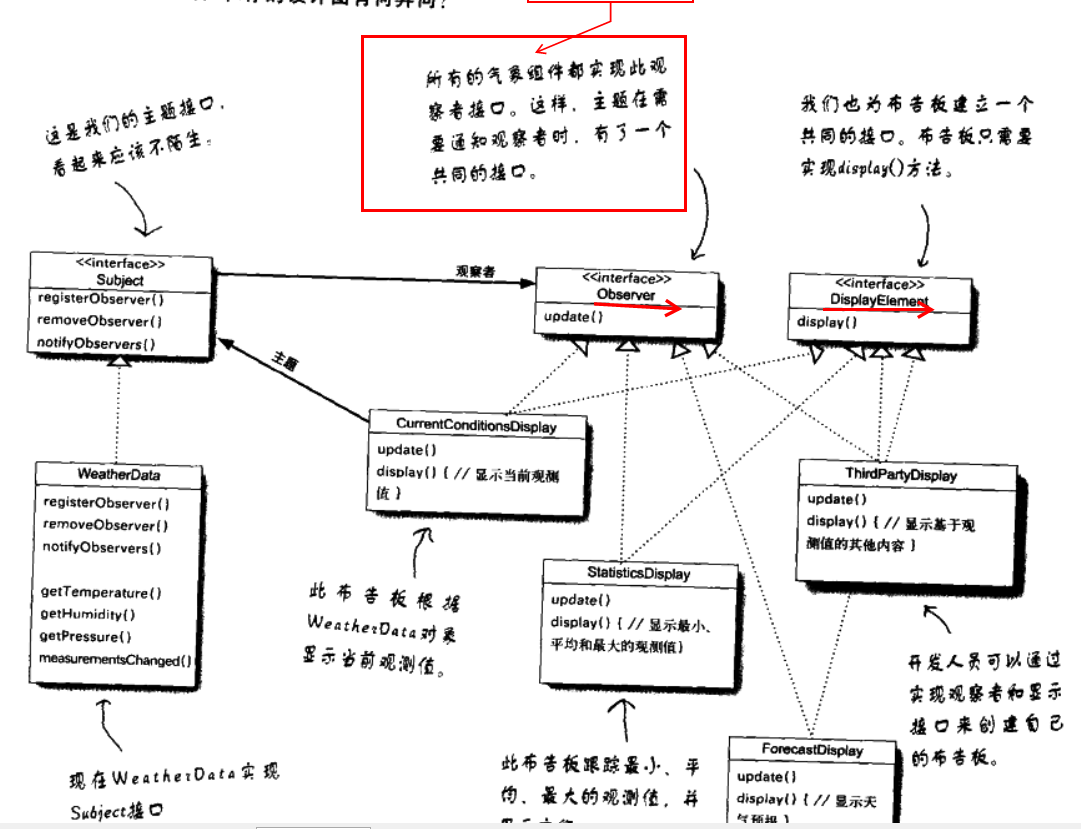 所有的气象组件都实现此观
察者接口。这样，主题在需
要通知观察者时，有了一个
共同的接口。
这是我们的主题接口，
看起来应该不陌生。
我们也为布告板建立一个
共同的接口。布告板只需要
实现display()方法。
<<interface>>
Subject
registerObserver()
removeObserver()
notifyObservers()
观察者
<<interface>>
Observer
update()
<<interface>>
DisplayElement
display()
主题
CurrentConditionsDisplay
update()
display() { // 显示当前观测
值 }
WeatherData
registerObserver()
removeObserver()
notifyObservers()
getTemperature()
getHumidity()
getPressure()
measurementsChanged()
ThirdPartyDisplay
update()
display() { // 显示基于观
测值的其他内容 }
StatisticsDisplay
update()
display() { // 显示最小、
平均和最大的观测值}
此布告板根据
WeatherData对象
显示当前观测值。
开发人员可以通过
实现观察者和显示
接口来创建自己
的布告板。
现在WeatherData实现
Subject接口
此布告板跟踪最小、平
均、最大的观测值，并
ForecastDisplay
update()
display() { // 显示天
气预报 }